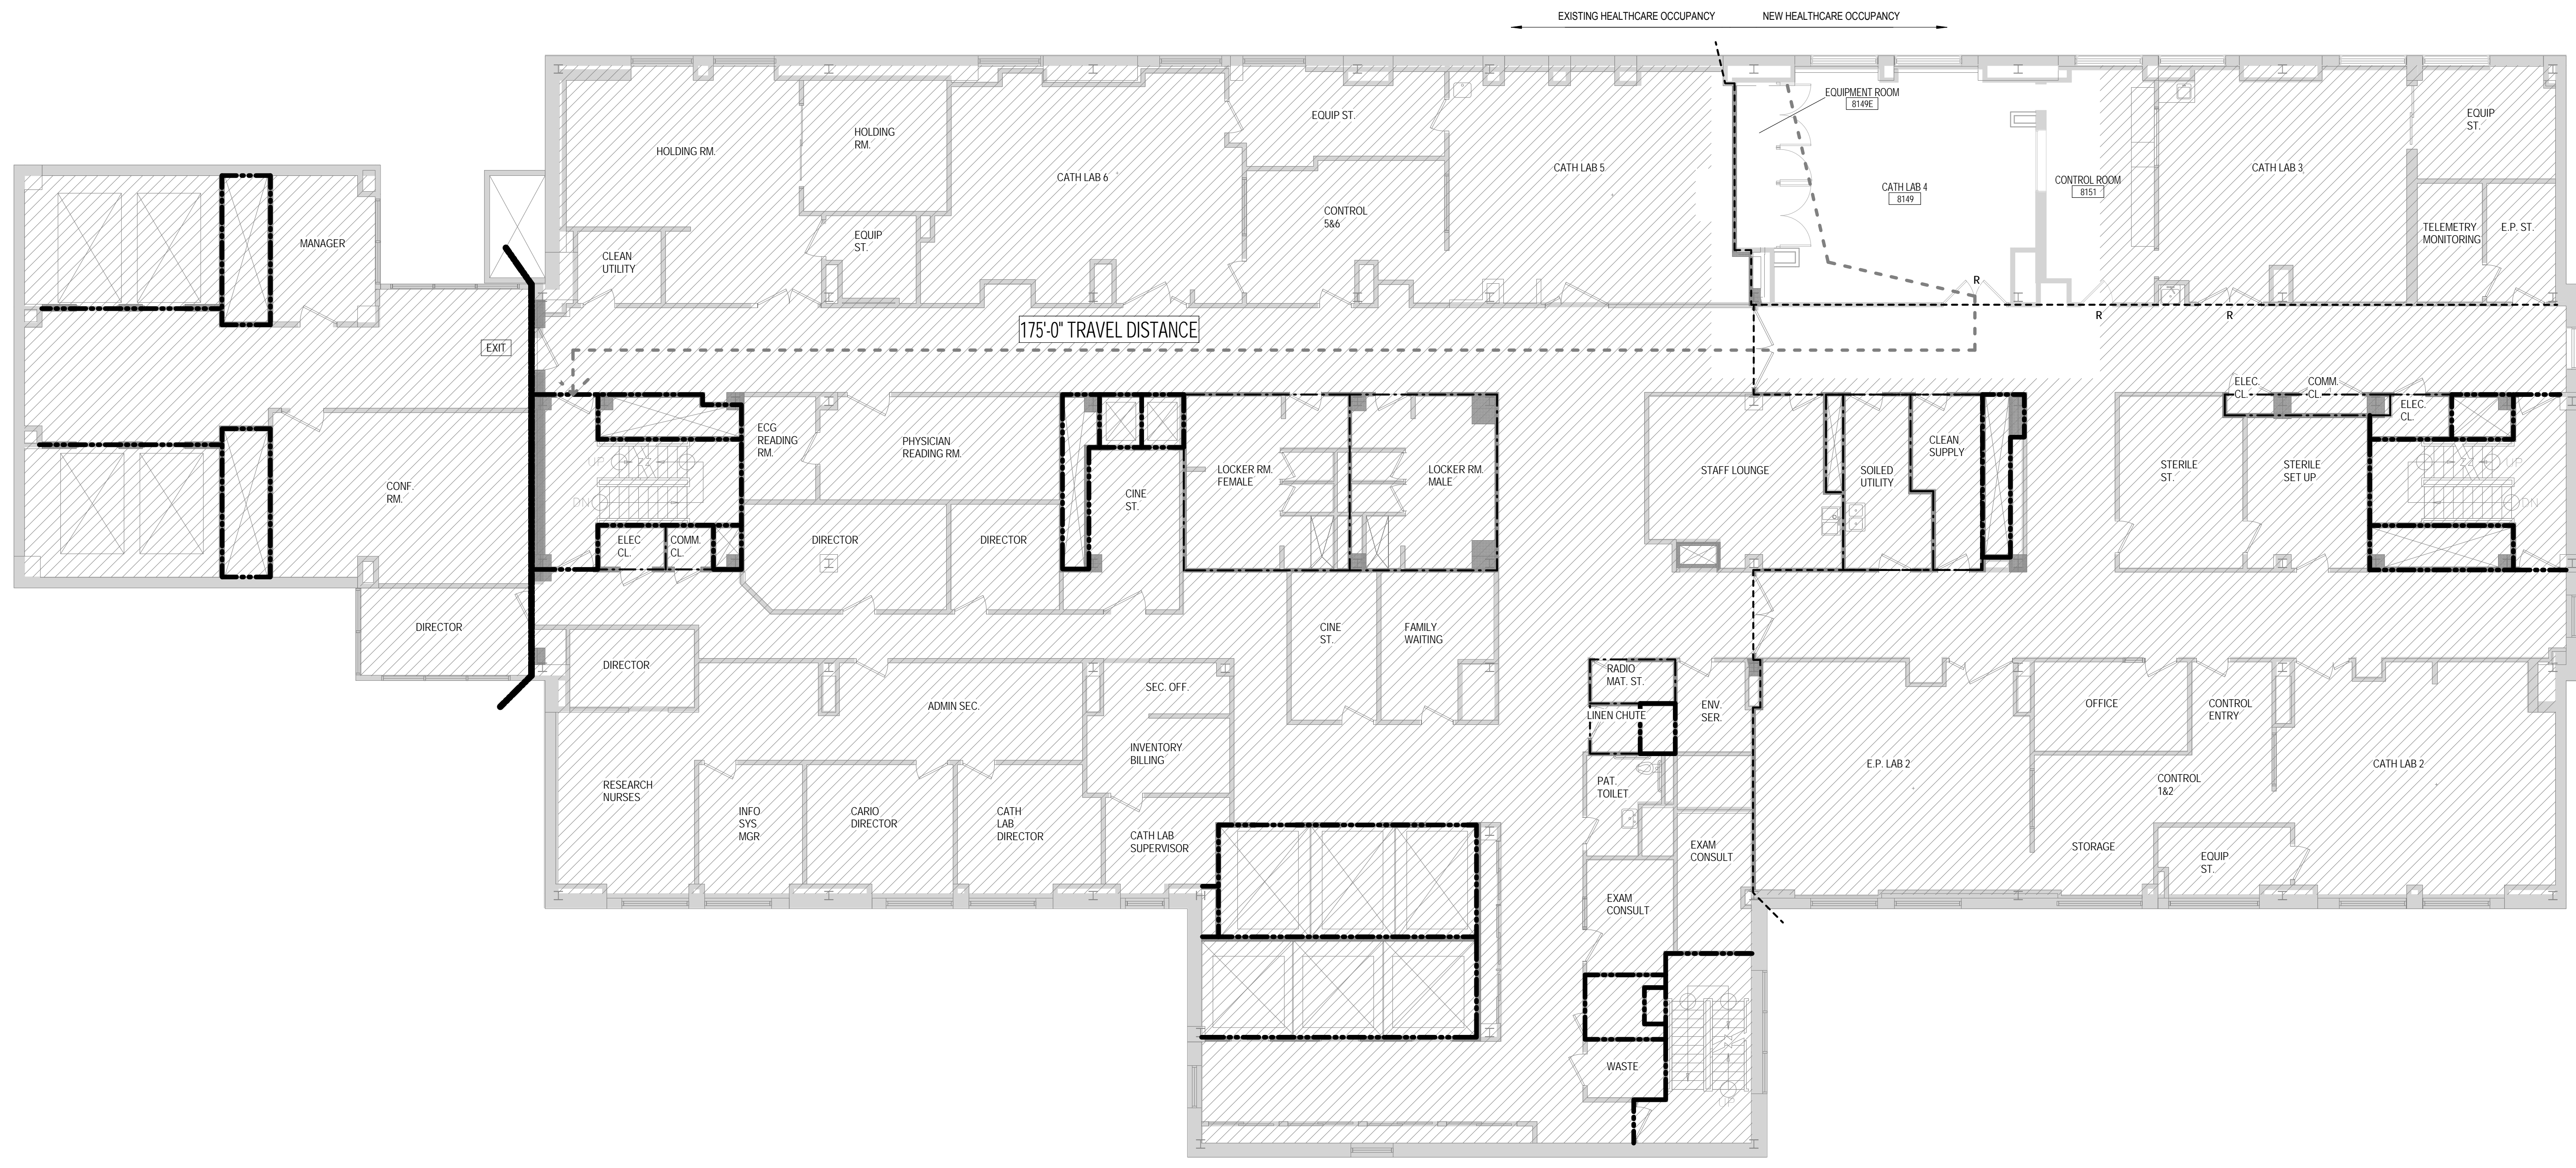 EXISTING HEALTHCARE OCCUPANCY
NEW HEALTHCARE OCCUPANCY
EQUIPMENT ROOM
8149E
HOLDING RM.
HOLDING
RM.
EQUIP ST.
EQUIP
ST.
CATH LAB 6
CATH LAB 5
CATH LAB 4
8149
CONTROL ROOM
8151
CATH LAB 3
CONTROL
5&6
MANAGER
CLEAN
UTILITY
EQUIP
ST.
TELEMETRY
MONITORING
E.P. ST.
R
R
R
175'-0" TRAVEL DISTANCE
EXIT
ELEC.
CL.
COMM.
CL.
ELEC.
CL.
ECG
READING
RM.
PHYSICIAN
READING RM.
CLEAN
SUPPLY
UP
DN
CONF.
RM.
CINE
ST.
LOCKER RM.
FEMALE
LOCKER RM.
MALE
STAFF LOUNGE
SOILED
UTILITY
STERILE
ST.
STERILE
SET UP
UP
DN
ELEC
CL.
COMM.
CL.
DIRECTOR
DIRECTOR
DIRECTOR
DIRECTOR
CINE
ST.
FAMILY
WAITING
RADIO
MAT. ST.
SEC. OFF.
ADMIN SEC.
LINEN CHUTE
ENV.
SER.
OFFICE
CONTROL
ENTRY
INVENTORY
BILLING
E.P. LAB 2
CATH LAB 2
RESEARCH
NURSES
PAT.
TOILET
CONTROL
1&2
INFO
SYS
MGR
CARIO
DIRECTOR
CATH
LAB
DIRECTOR
CATH LAB
SUPERVISOR
EXAM
CONSULT
STORAGE
EQUIP
ST.
EXAM
CONSULT
WASTE
UP